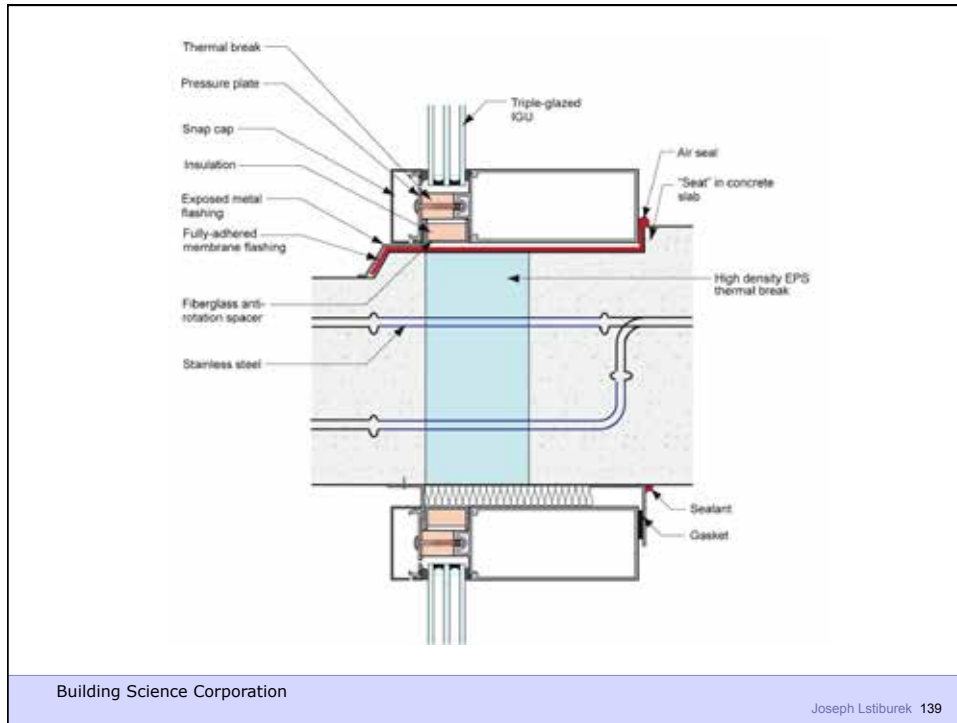 Thermal break
Pressure plate
Snap cap
Insulation
Exposed metal
flashing
Fully-adhered
membrane flashing
Fiberglass anti-
rotation spacer
Stainless steel
Triple-glazed
IGU
Air seal
"Seat" in concrete
slab
High density EPS
thermal break
Sealant
Gasket
Building Science Corporation
Joseph Lstiburek 139